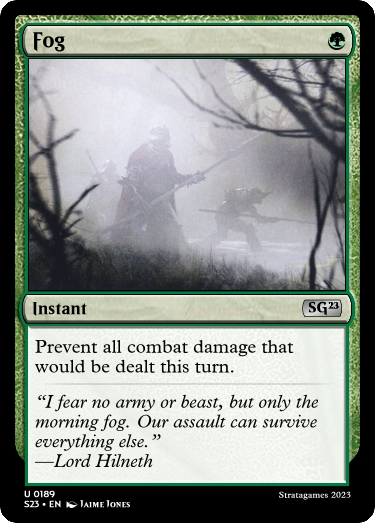 Fog
Instant
SG23
Prevent all combat damage that
would be dealt this turn.
“I fear no army or beast, but only the
morning fog. Our assault can survive
everything else.”
—Lord Hilneth
U 0189
S23 • EN Jaime Jones
Stratagames 2023